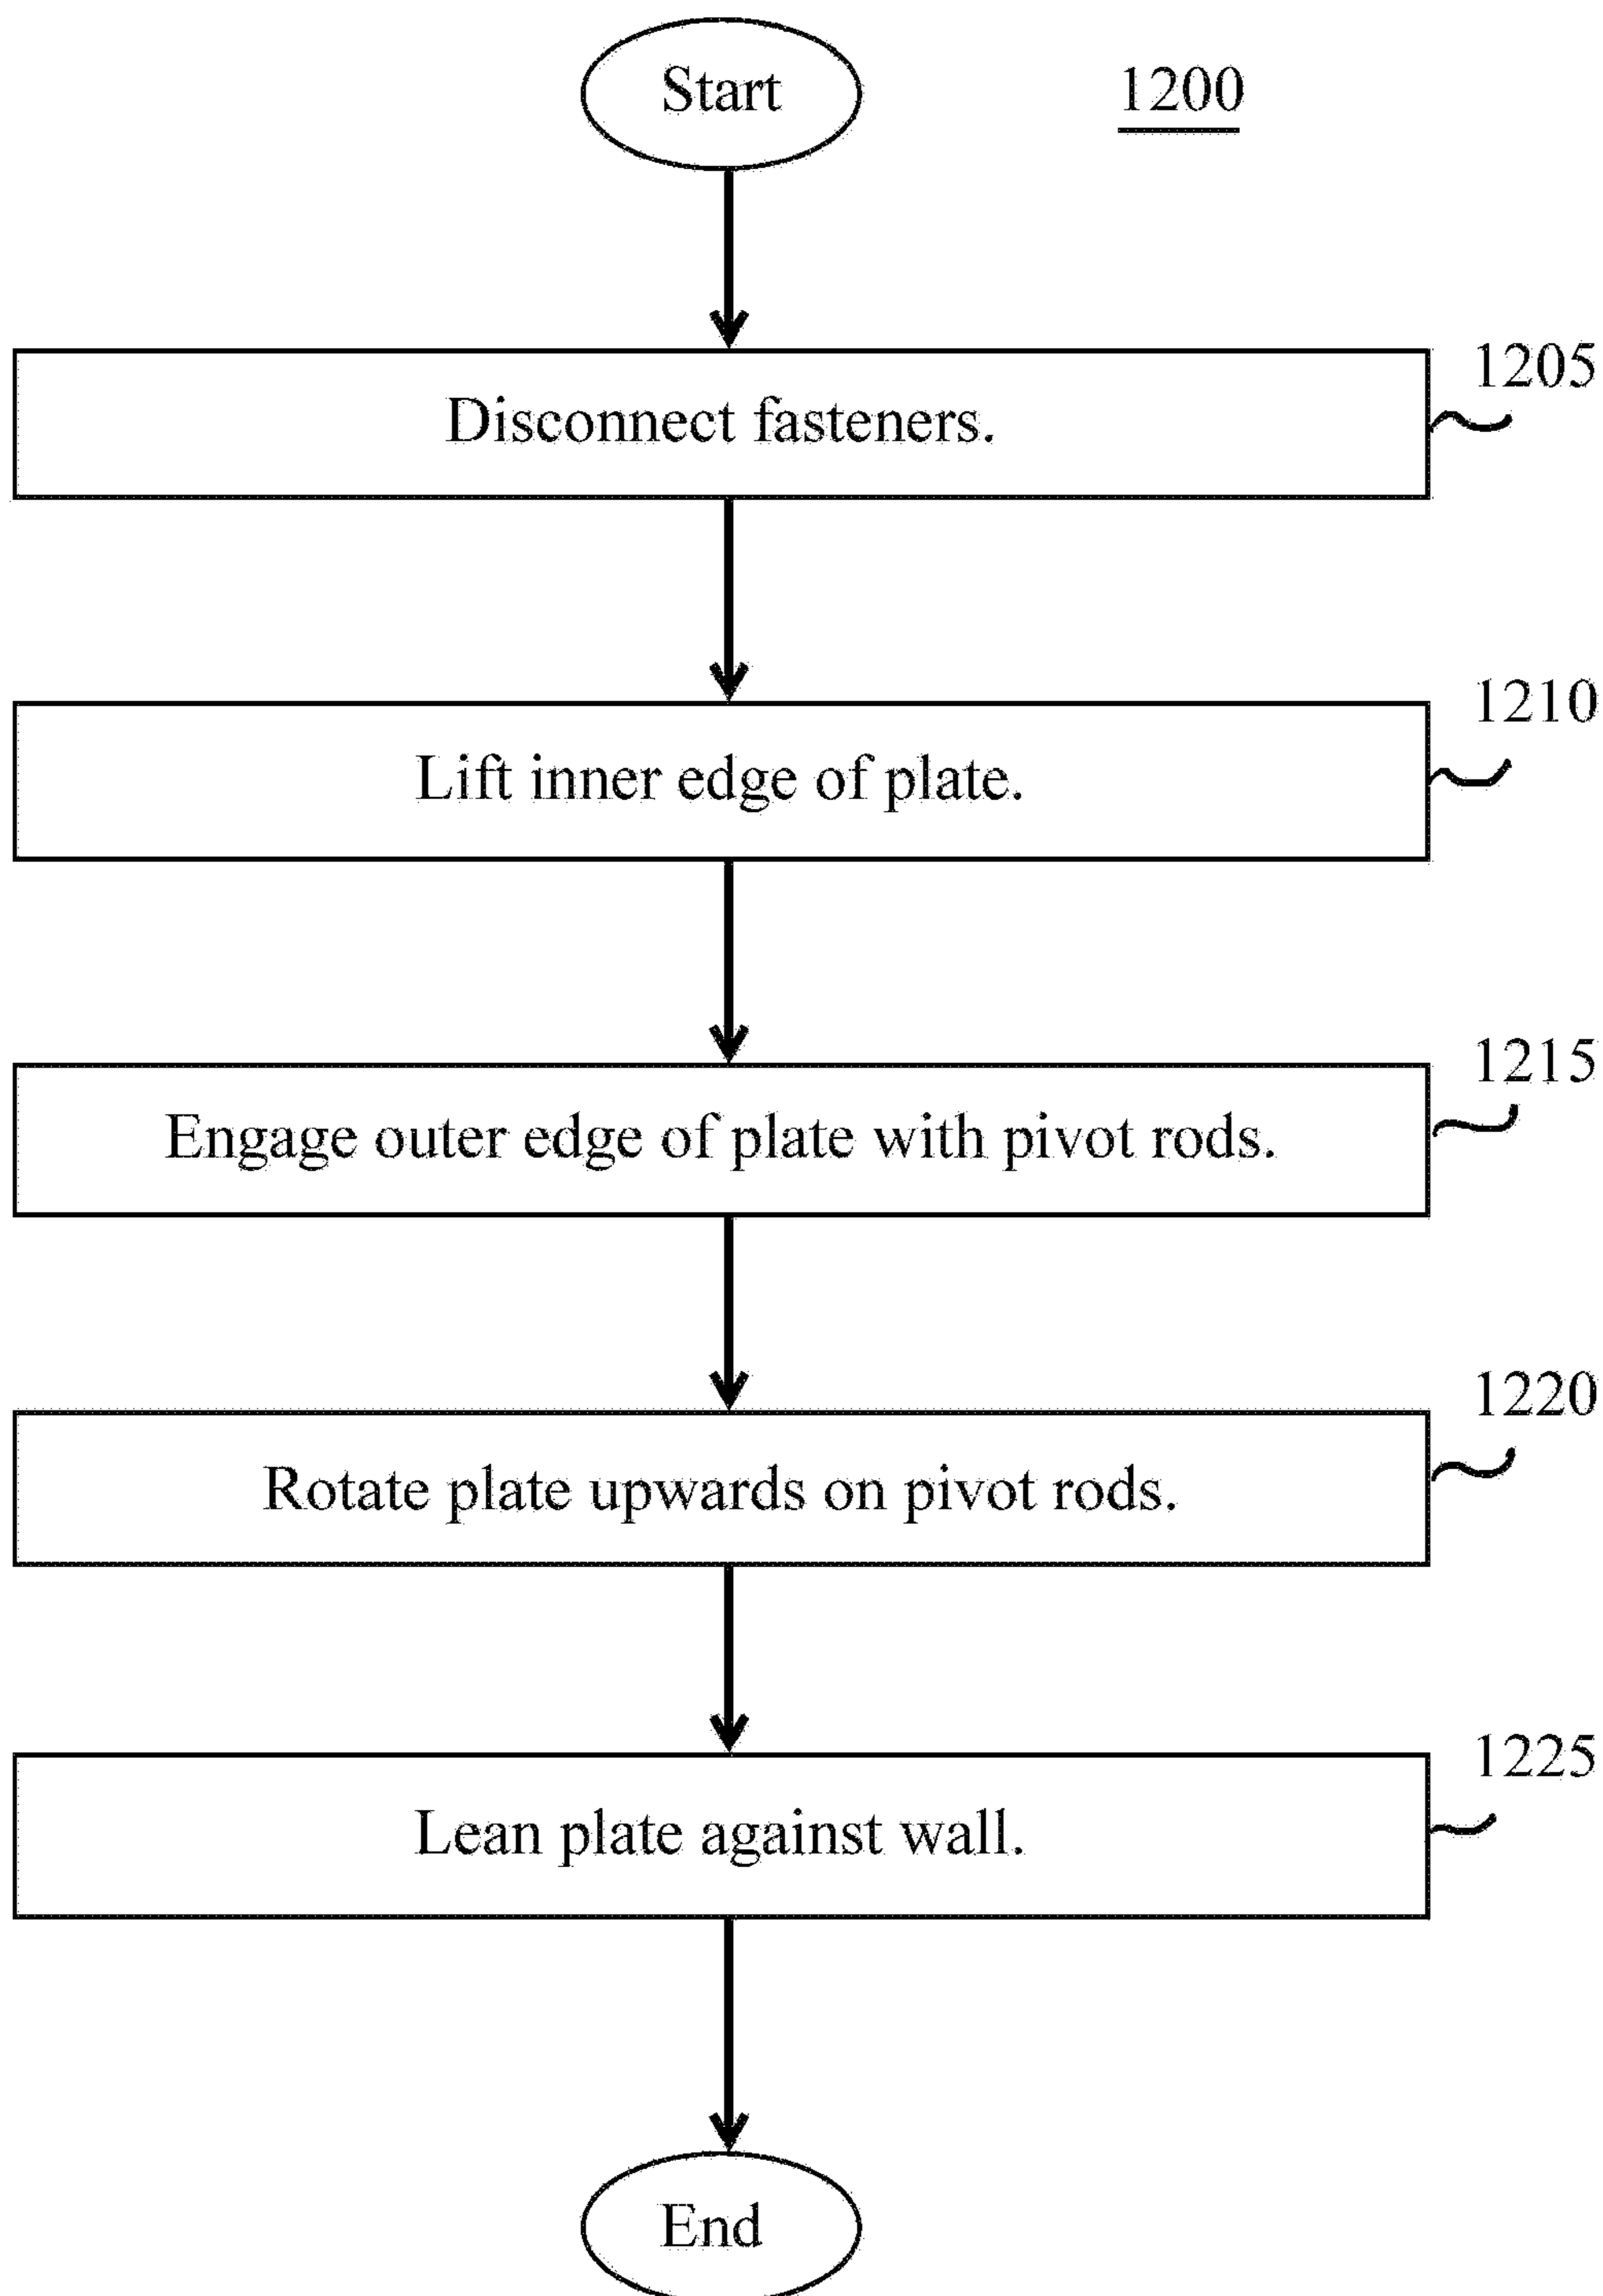 Start
1200
1205
Disconnect fasteners.
1210
Lift inner edge of plate.
1215
Engage outer edge of plate with pivot rods.
1220
Rotate plate upwards on pivot rods.
1225
Lean plate against wall.
End